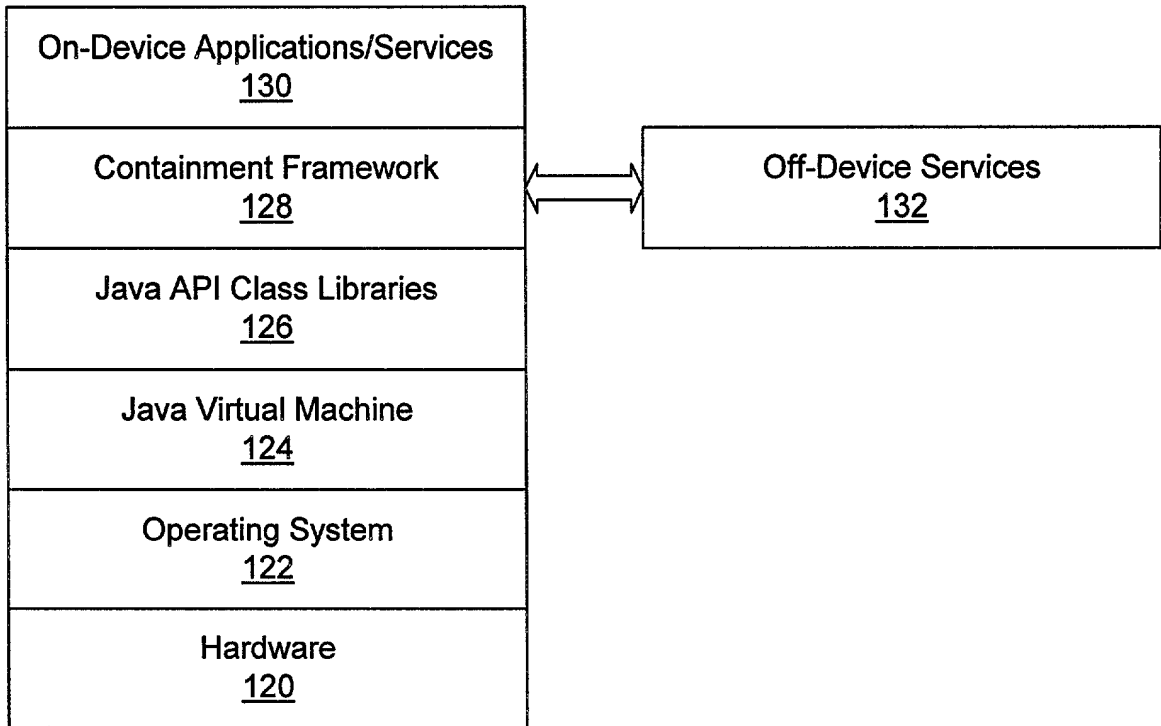 On-Device Applications/Services
130
Containment Framework
128
Off-Device Services
132
Java API Class Libraries
126
Java Virtual Machine
124
Operating System
122
Hardware
120